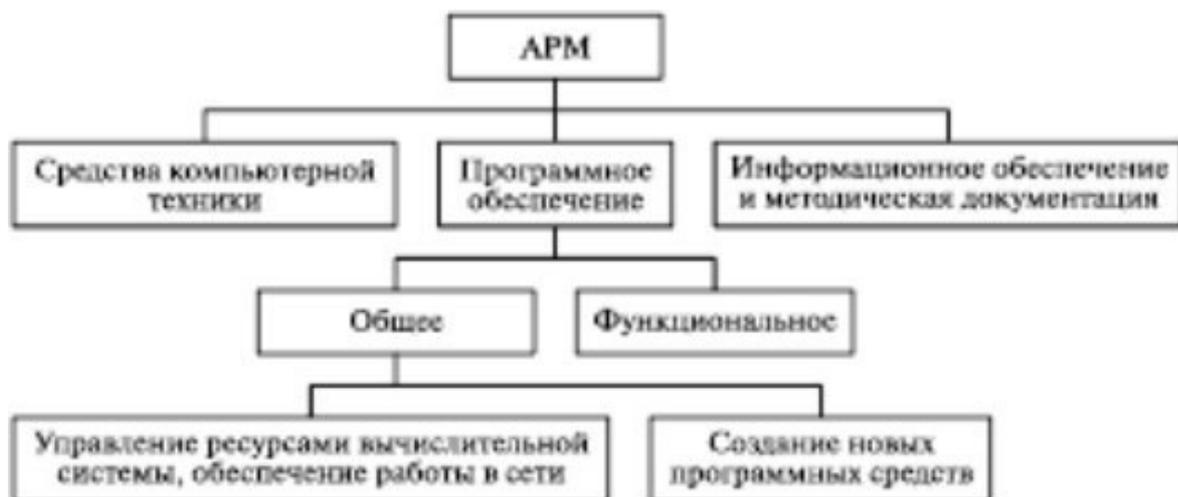 АРМ
Средства компьютерной
техники
Программное
обеспечение
Информационное обеспечение
и методическая документация
Общее
Функциональное
Управление ресурсами вычислительной
системы, обеспечение работы в сети
Создание новых
программных средств